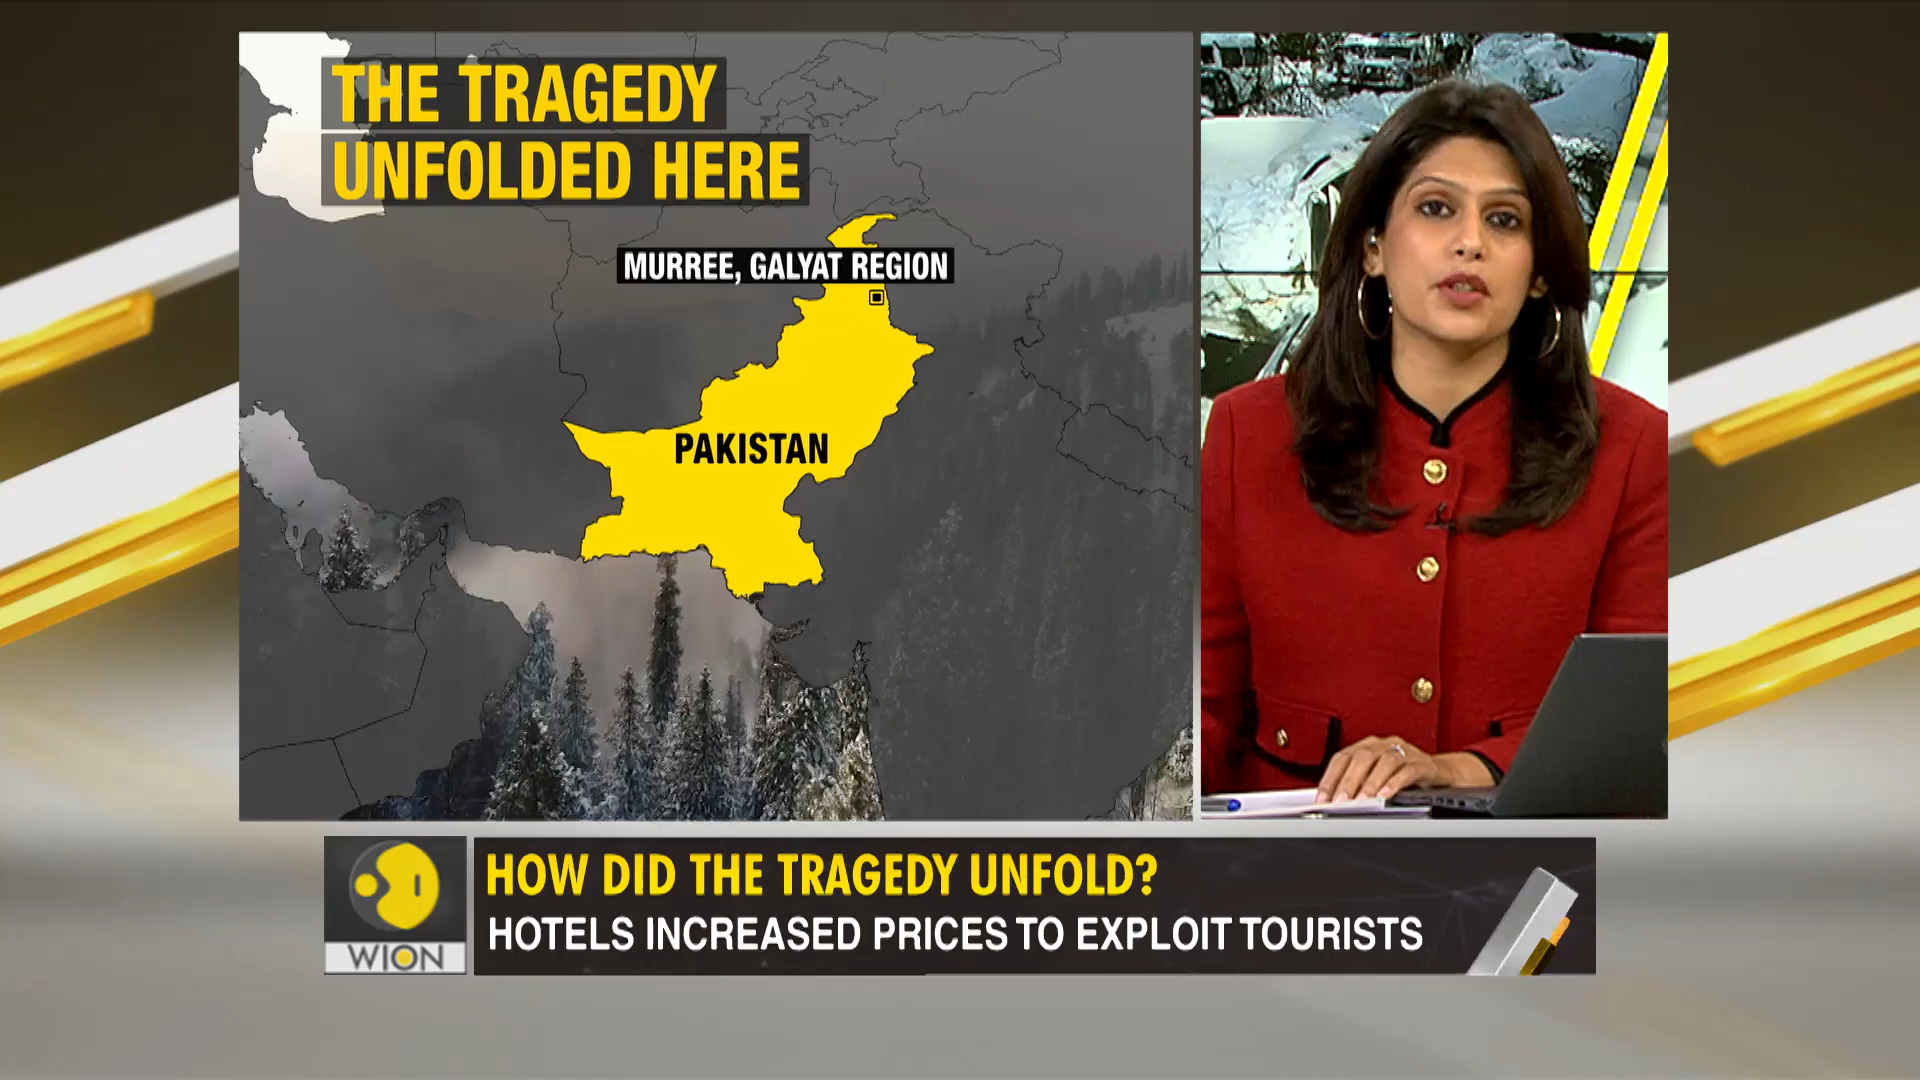 THE TRAGEDY
UNFOLDED HERE
MURREE, GALYAT REGION
PAKISTAN
HOW DID THE TRAGEDY UNFOLD?
HOTELS INCREASED PRICES TO EXPLOIT TOURISTS
WION